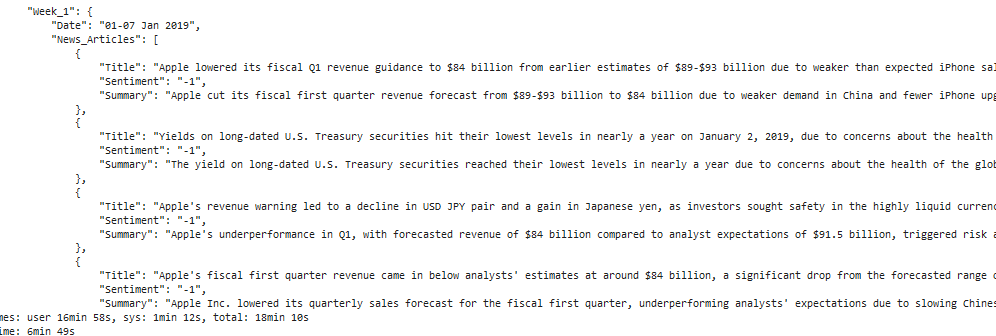 "Week_1": {
"Date": "01-07 Jan 2019",
"News_Articles": [
{
"Title": "Apple lowered its fiscal Q1 revenue guidance to $84 billion from earlier estimates of $89-$93 billion due to weaker than expected iPhone sal
"Sentiment": "-1",
"Summary": "Apple cut its fiscal first quarter revenue forecast from $89-$93 billion to $84 billion due to weaker demand in China and fewer iPhone upg
},
{
"Title": "Yields on long-dated U.S. Treasury securities hit their lowest levels in nearly a year on January 2, 2019, due to concerns about the health
"Sentiment": "-1",
"Summary": "The yield on long-dated U.S. Treasury securities reached their lowest levels in nearly a year due to concerns about the health of the glob
},
{
"Title": "Apple's revenue warning led to a decline in USD JPY pair and a gain in Japanese yen, as investors sought safety in the highly liquid currenc
"Sentiment": "-1",
"Summary": "Apple's underperformance in Q1, with forecasted revenue of $84 billion compared to analyst expectations of $91.5 billion, triggered risk a
},
{
"Title": "Apple's fiscal first quarter revenue came in below analysts' estimates at around $84 billion, a significant drop from the forecasted range o
"Sentiment": "-1",
"Summary": "Apple Inc. lowered its quarterly sales forecast for the fiscal first quarter, underperforming analysts' expectations due to slowing Chines
mes: user 16min 58s, sys: 1min 12s, total: 18min 10s
ime: 6min 49s